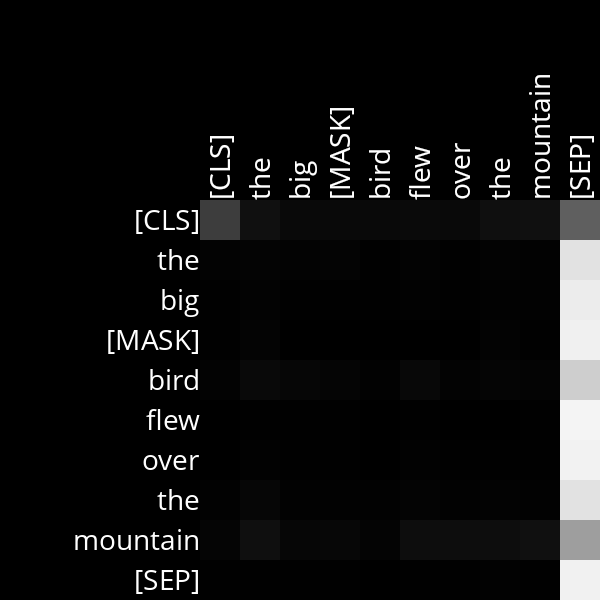 [CLS] the big [MASK] bird flew over the mountain [SEP]
[CLS]
the
big
[MASK]
bird
flew
over
the
mountain
[SEP]